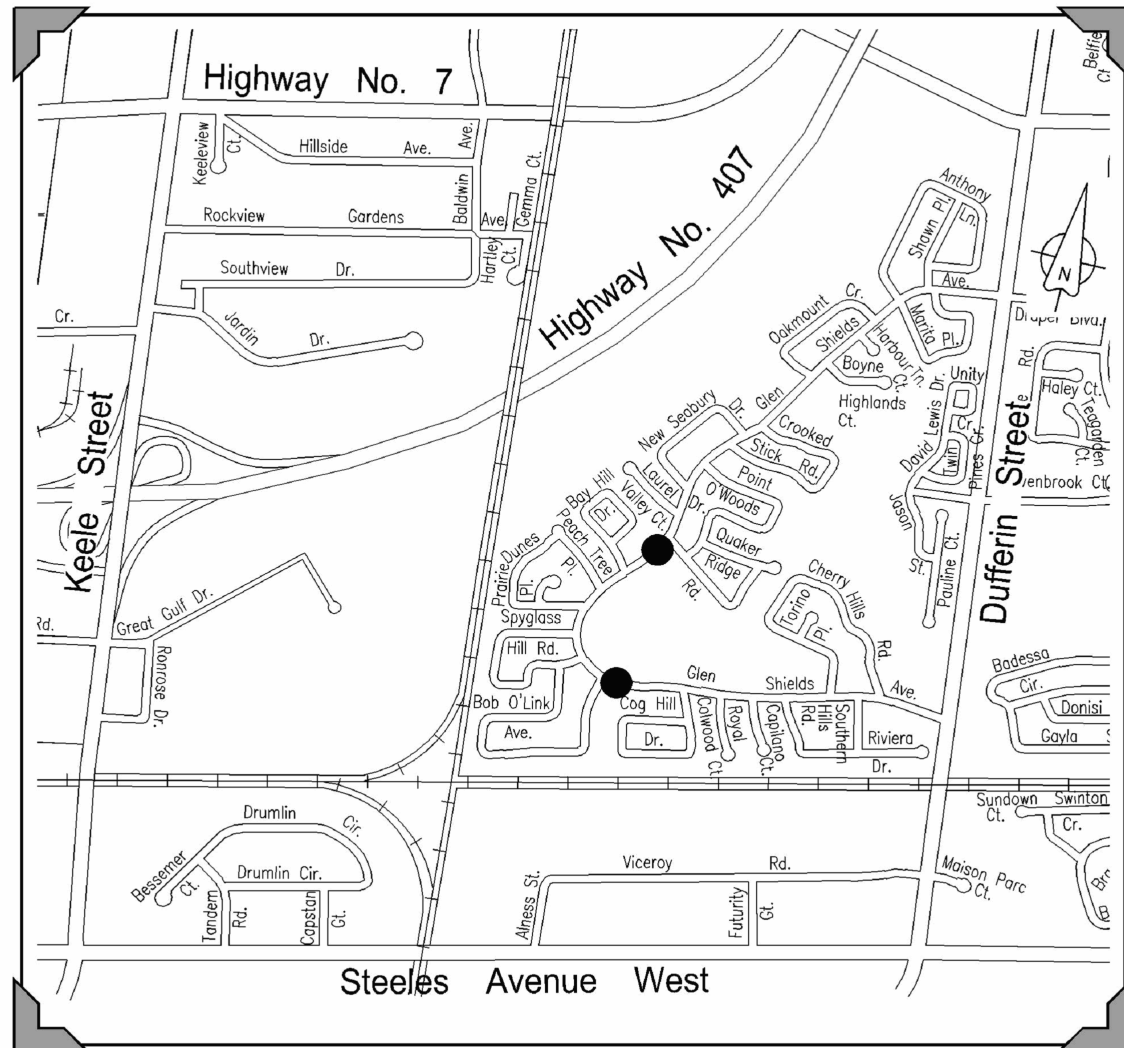 Highway No. 7
Belfie
Ct.
Keeleview
Ct.
Hillside Ave.
Ave.
Baldwin
Gemma Ct.
Rockview Gardens Ave.
Hartley
Ct.
Southview Dr.
Highway No. 407
Anthony
Ln.
Shawn Pl.
Ave.
N
Cr.
Jardin Dr.
Oakmount Cr.
Shields
Harbour Tn.
Marita Pl.
Draper Blvd.
Rd.
Boyne
Ct.
Highlands
Ct.
David Lewis Dr.
Unity
Cr.
Haley Ct.
Teagarden
Ct.
New Seabury Dr.
Glen
Crooked
Stick Rd.
Twin
Pines Cr.
Keele Street
Dufferin Street
Laurel
Valley Ct.
Point
O'Woods
Dr.
venbrook Ct.
Jason
St.
Bay Hill
Dr.
Peach Tree
Pl.
Quaker
Ridge
Rd.
Pauline Ct.
Prairie Dunes
Pl.
Cherry Hills
Rd.
Torino
Pl.
Great Gulf Dr.
Rd.
Ronrose Dr.
Spyglass
Hill Rd.
Glen Shields Ave.
Badessa
Cir.
Donisi
Gayla S
Bob O'Link
Ave.
Cog Hill
Dr.
Calwood
Ct.
Royal
Capilano
Ct.
Southern
Hills
Rd.
Riviera
Dr.
Sundown
Ct.
Swinton
Cr.
Drumlin
Cir.
Bessemer
Ct.
Drumlin Cir.
Viceroy Rd.
Maison Parc
Ct.
Bro
Tandem
Rd.
Capstan
Gt.
Alness St.
Futurity
Gt.
Steeles Avenue West